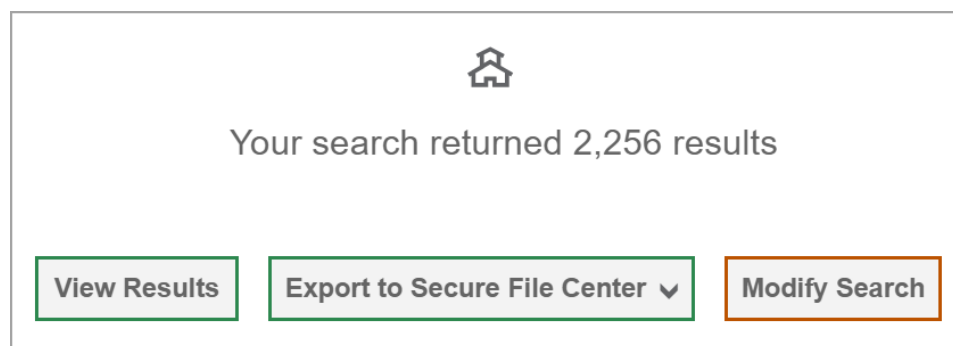 Your search returned 2,256 results
View Results
Export to Secure File Center
Modify Search